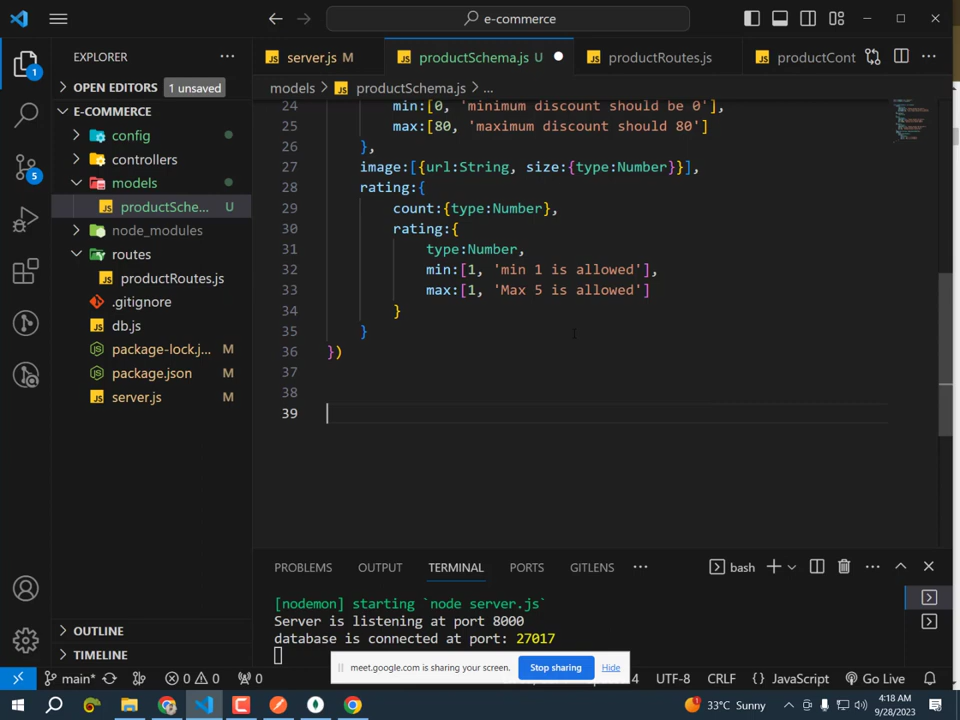 e-commerce
server.js M
productSchema.js U
productRoutes.js
productCont
EXPLORER
models > productSchema.js > ...
OPEN EDITORS 1 unsaved
E-COMMERCE
config
controllers
models
productSche... U
node_modules
routes
productRoutes.js
.gitignore
db.js
package-lock.j... M
package.json M
server.js M
OUTLINE
TIMELINE
1
5
24 min:[0, 'minimum discount should be 0'],
25 max:[80, 'maximum discount should 80']
26 },
27 image:[{url:String, size:{type:Number}}],
28 rating:{
29 count:{type:Number},
30 rating:{
31 type:Number,
32 min:[1, 'min 1 is allowed'],
33 max:[1, 'Max 5 is allowed']
34 }
35 }
36 })
37
38
39
PROBLEMS OUTPUT TERMINAL PORTS GITLENS
bash
[nodemon] starting `node server.js`
Server is listening at port 8000
database is connected at port: 27017
meet.google.com is sharing your screen. Stop sharing Hide
main* 0 0 0 4 UTF-8 CRLF {} JavaScript Go Live
33°C Sunny
4:18 AM
9/28/2023